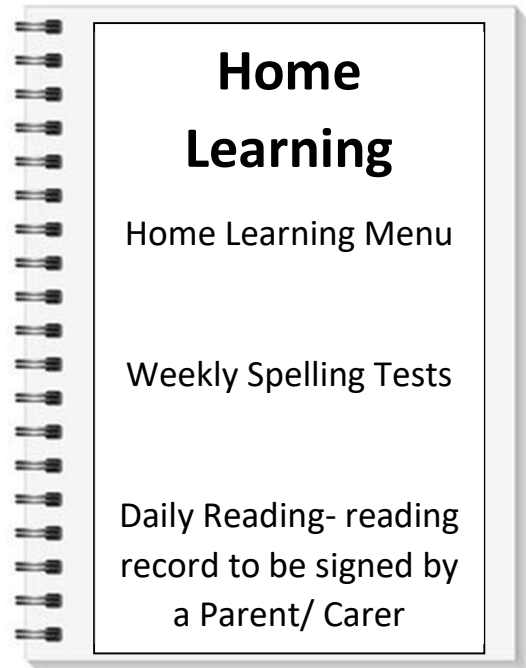 Home
Learning
Home Learning Menu
Weekly Spelling Tests
Daily Reading- reading
record to be signed by
a Parent/ Carer